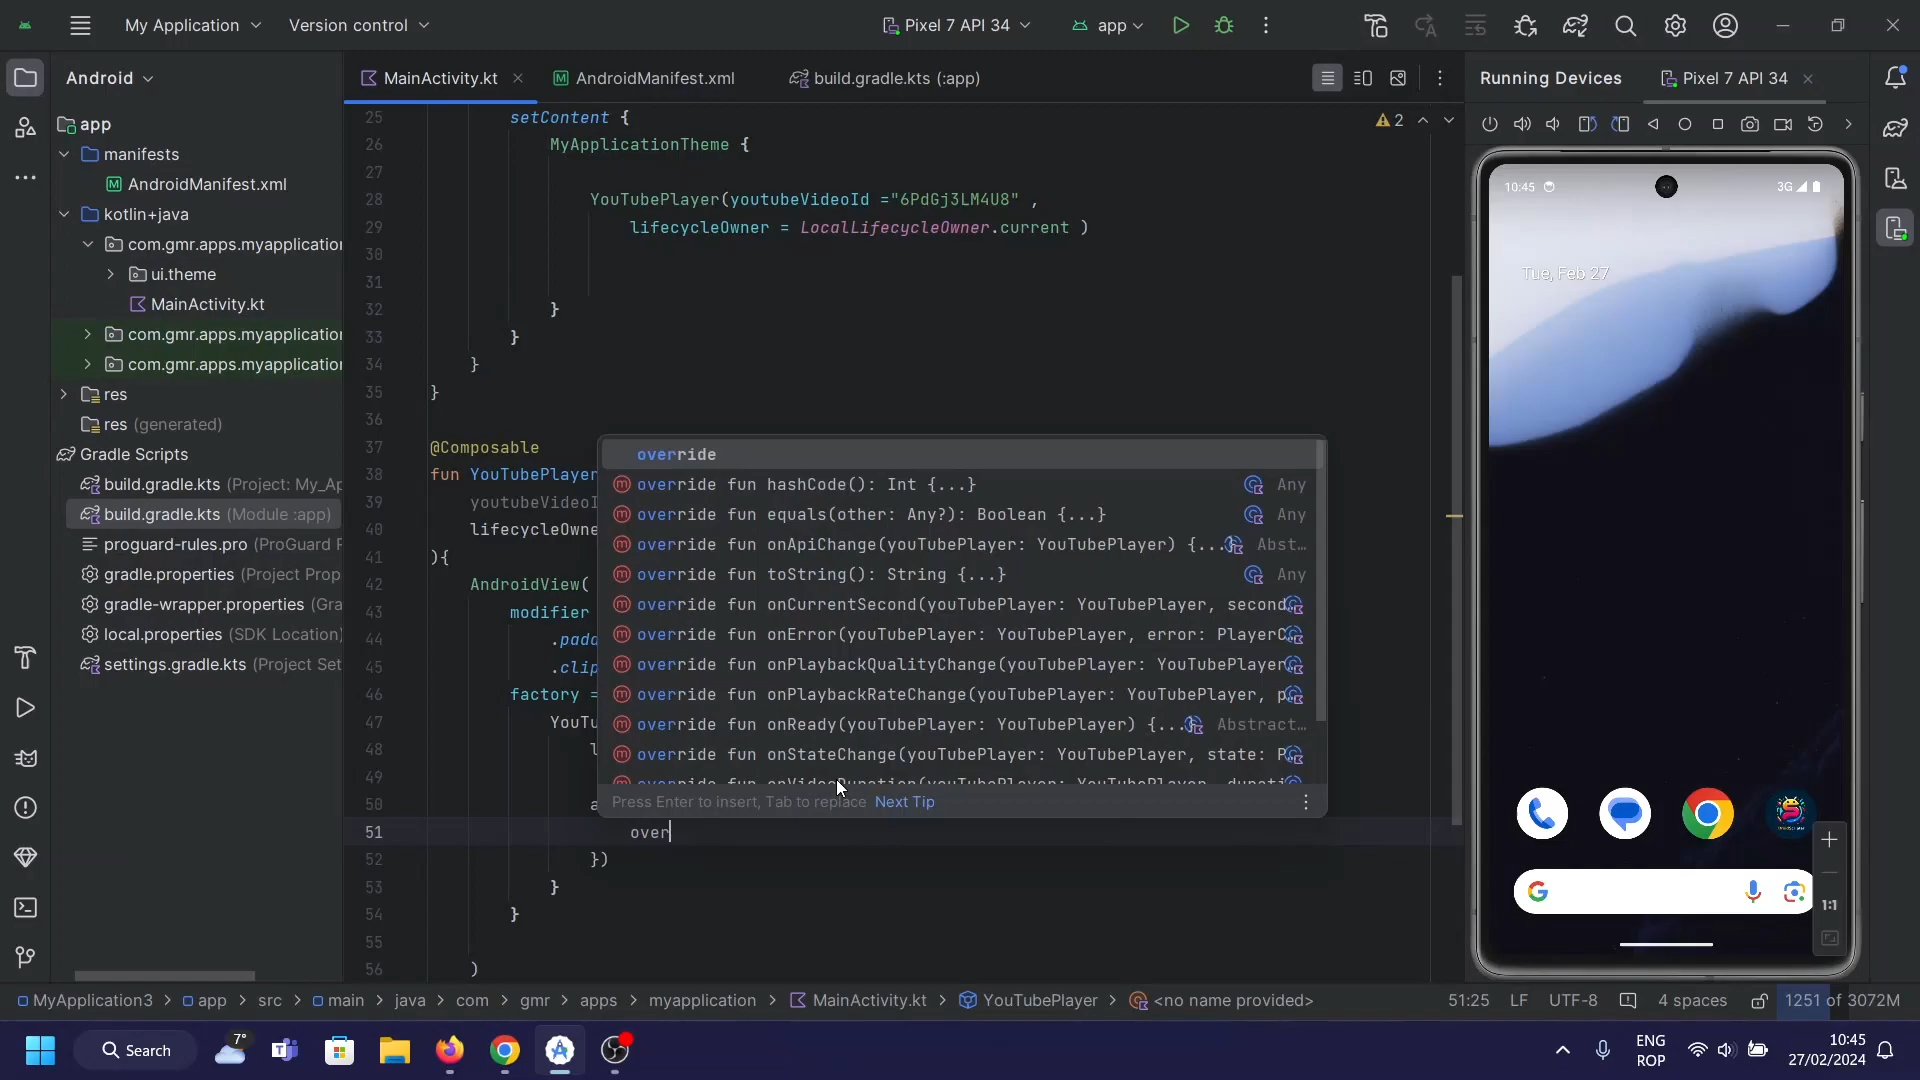 My Application
Version control
Pixel 7 API 34
app
Android
MainActivity.kt
AndroidManifest.xml
build.gradle.kts (:app)
Running Devices
Pixel 7 API 34
app
manifests
AndroidManifest.xml
kotlin+java
com.gmr.apps.myapplication
ui.theme
MainActivity.kt
com.gmr.apps.myapplication
com.gmr.apps.myapplication
res
res (generated)
Gradle Scripts
build.gradle.kts (Project: My_Ap
build.gradle.kts (Module :app)
proguard-rules.pro (ProGuard R
gradle.properties (Project Prop
gradle-wrapper.properties (Gra
local.properties (SDK Location)
settings.gradle.kts (Project Set
2
25 setContent {
26 MyApplicationTheme {
27
28 YouTubePlayer(youtubeVideoId ="6PdGj3LM4U8" ,
29 lifecycleOwner = LocalLifecycleOwner.current )
30
31
32 }
33 }
34 }
35 }
36
37 @Composable
38 fun YouTubePlayer
39 youtubeVideoI
40 lifecycleOwne
41 ){
42 AndroidView(
43 modifier
44 .padd
45 .clip
46 factory =
47 YouTu
48 l
49
50 a
51 over
52 })
53 }
54 }
55
56 )
override
override fun hashCode(): Int {...} Any
override fun equals(other: Any?): Boolean {...} Any
override fun onApiChange(youTubePlayer: YouTubePlayer) {... Abst...
override fun toString(): String {...} Any
override fun onCurrentSecond(youTubePlayer: YouTubePlayer, second
override fun onError(youTubePlayer: YouTubePlayer, error: PlayerC
override fun onPlaybackQualityChange(youTubePlayer: YouTubePlayer
override fun onPlaybackRateChange(youTubePlayer: YouTubePlayer, p
override fun onReady(youTubePlayer: YouTubePlayer) {... Abstract...
override fun onStateChange(youTubePlayer: YouTubePlayer, state: P
override fun onVideoDuration(youTubePlayer: YouTubePlayer, durati
Press Enter to insert, Tab to replace Next Tip
10:45
3G
Tue, Feb 27
1:1
MyApplication3 > app > src > main > java > com > gmr > apps > myapplication > MainActivity.kt > YouTubePlayer > <no name provided>
51:25 LF UTF-8 4 spaces 1251 of 3072M
Search
7°
ENG
ROP
10:45
27/02/2024